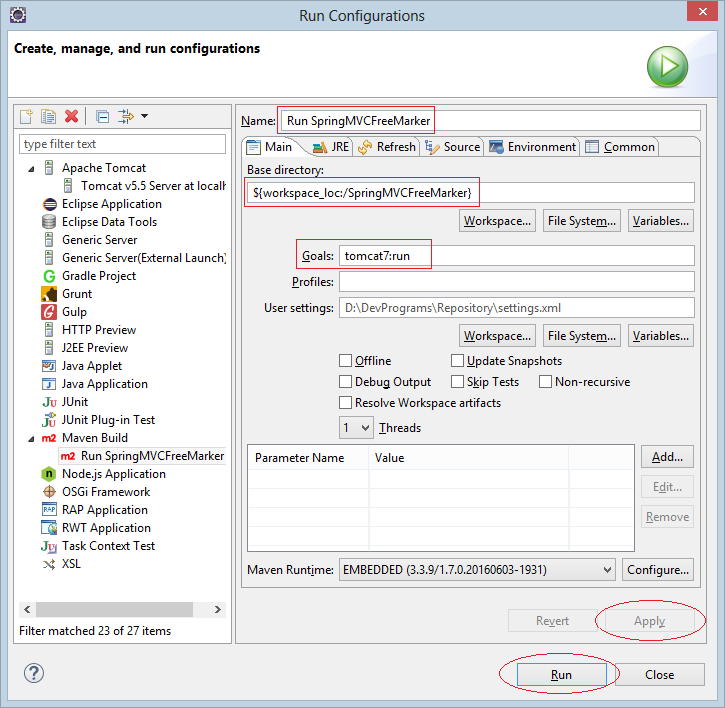 Run Configurations
Create, manage, and run configurations
type filter text
Apache Tomcat
Tomcat v5.5 Server at localh
Eclipse Application
Eclipse Data Tools
Generic Server
Generic Server(External Launch)
Gradle Project
Grunt
Gulp
HTTP Preview
J2EE Preview
Java Applet
Java Application
JUnit
JUnit Plug-in Test
m2 Maven Build
m2 Run SpringMVCFreeMarker
Node.js Application
OSGi Framework
RAP RAP Application
RWT Application
Task Context Test
XSL
Filter matched 23 of 27 items
Name: Run SpringMVCFreeMarker
Main JRE Refresh Source Environment Common
Base directory:
${workspace_loc:/SpringMVCFreeMarker}
Workspace... File System... Variables...
Goals: tomcat7:run
Profiles:
User settings: D:\DevPrograms\Repository\settings.xml
Workspace... File System... Variables...
Offline Update Snapshots
Debug Output Skip Tests Non-recursive
Resolve Workspace artifacts
1 Threads
Parameter Name Value
Add...
Edit...
Remove
Maven Runtime: EMBEDDED (3.3.9/1.7.0.20160603-1931) Configure...
Revert Apply
? Run Close